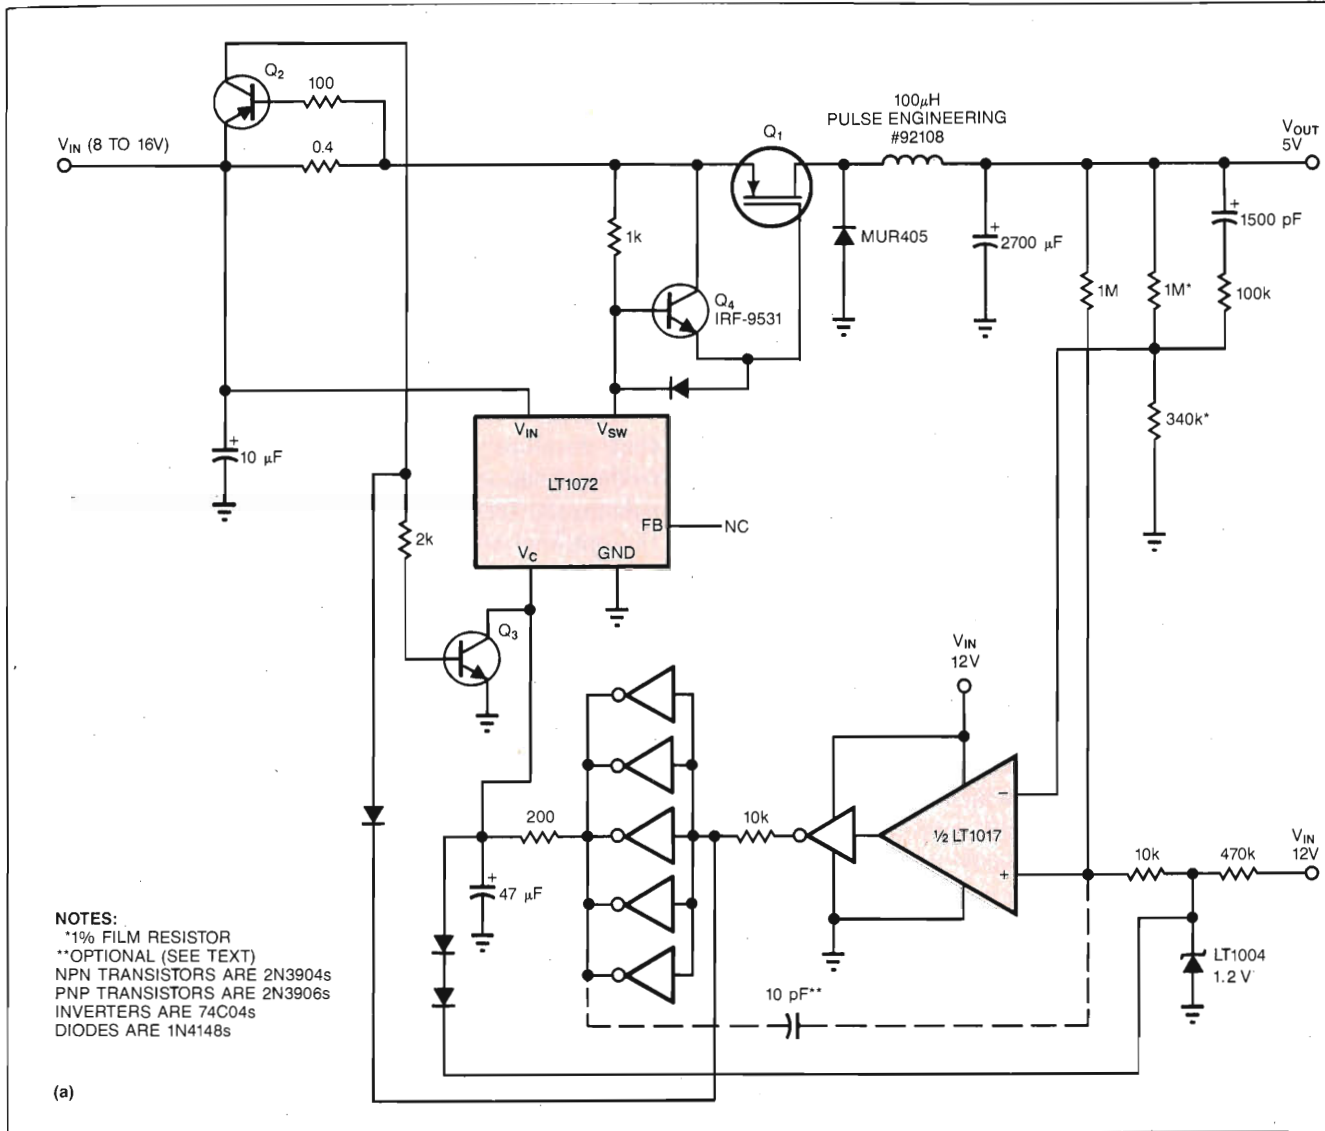 Q2
100
VIN (8 TO 16V)
0.4
Q1
100μH
PULSE ENGINEERING
#92108
VOUT
5V
1k
Q4
IRF-9531
MUR405
+
2700 μF
1M
1M*
+
1500 pF
100k
340k*
+
10 μF
VIN
VSW
LT1072
FB
NC
VC
GND
2k
Q3
VIN
12V
−
+
½ LT1017
10k
200
+
47 μF
10k
470k
VIN
12V
LT1004
1.2 V
10 pF**
NOTES:
*1% FILM RESISTOR
**OPTIONAL (SEE TEXT)
NPN TRANSISTORS ARE 2N3904s
PNP TRANSISTORS ARE 2N3906s
INVERTERS ARE 74C04s
DIODES ARE 1N4148s
(a)